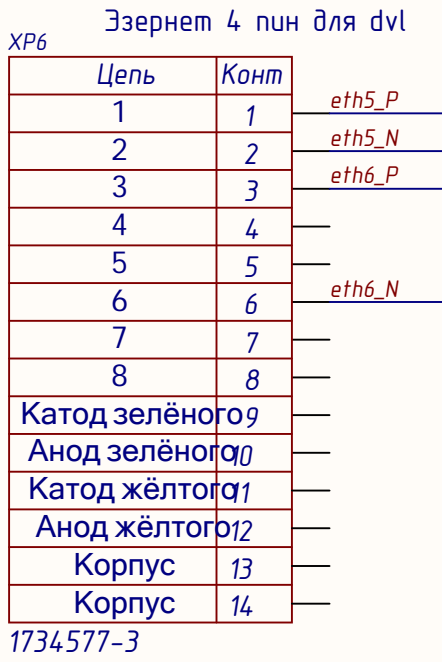 Эзернет 4 пин для dvl
XP6
Цепь Конт
1 1 eth5_P
2 2 eth5_N
3 3 eth6_P
4 4
5 5
6 6 eth6_N
7 7
8 8
Катод зелёного 9
Анод зелёного 10
Катод жёлтого 11
Анод жёлтого 12
Корпус 13
Корпус 14
1734577-3